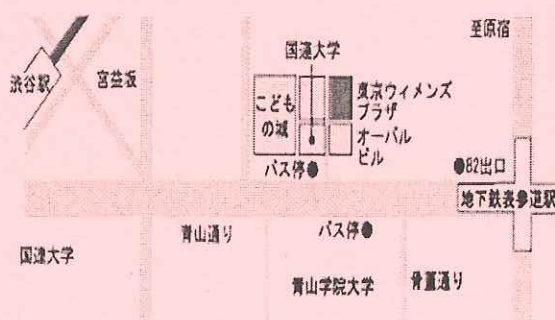 至原宿
国連大学
渋谷駅
宮益坂
こども
の城
東京ウィメンズ
プラザ
オーバル
ビル
バス停●
●B2出口
地下鉄表参道駅
青山通り
バス停●
国連大学
青山学院大学
骨董通り